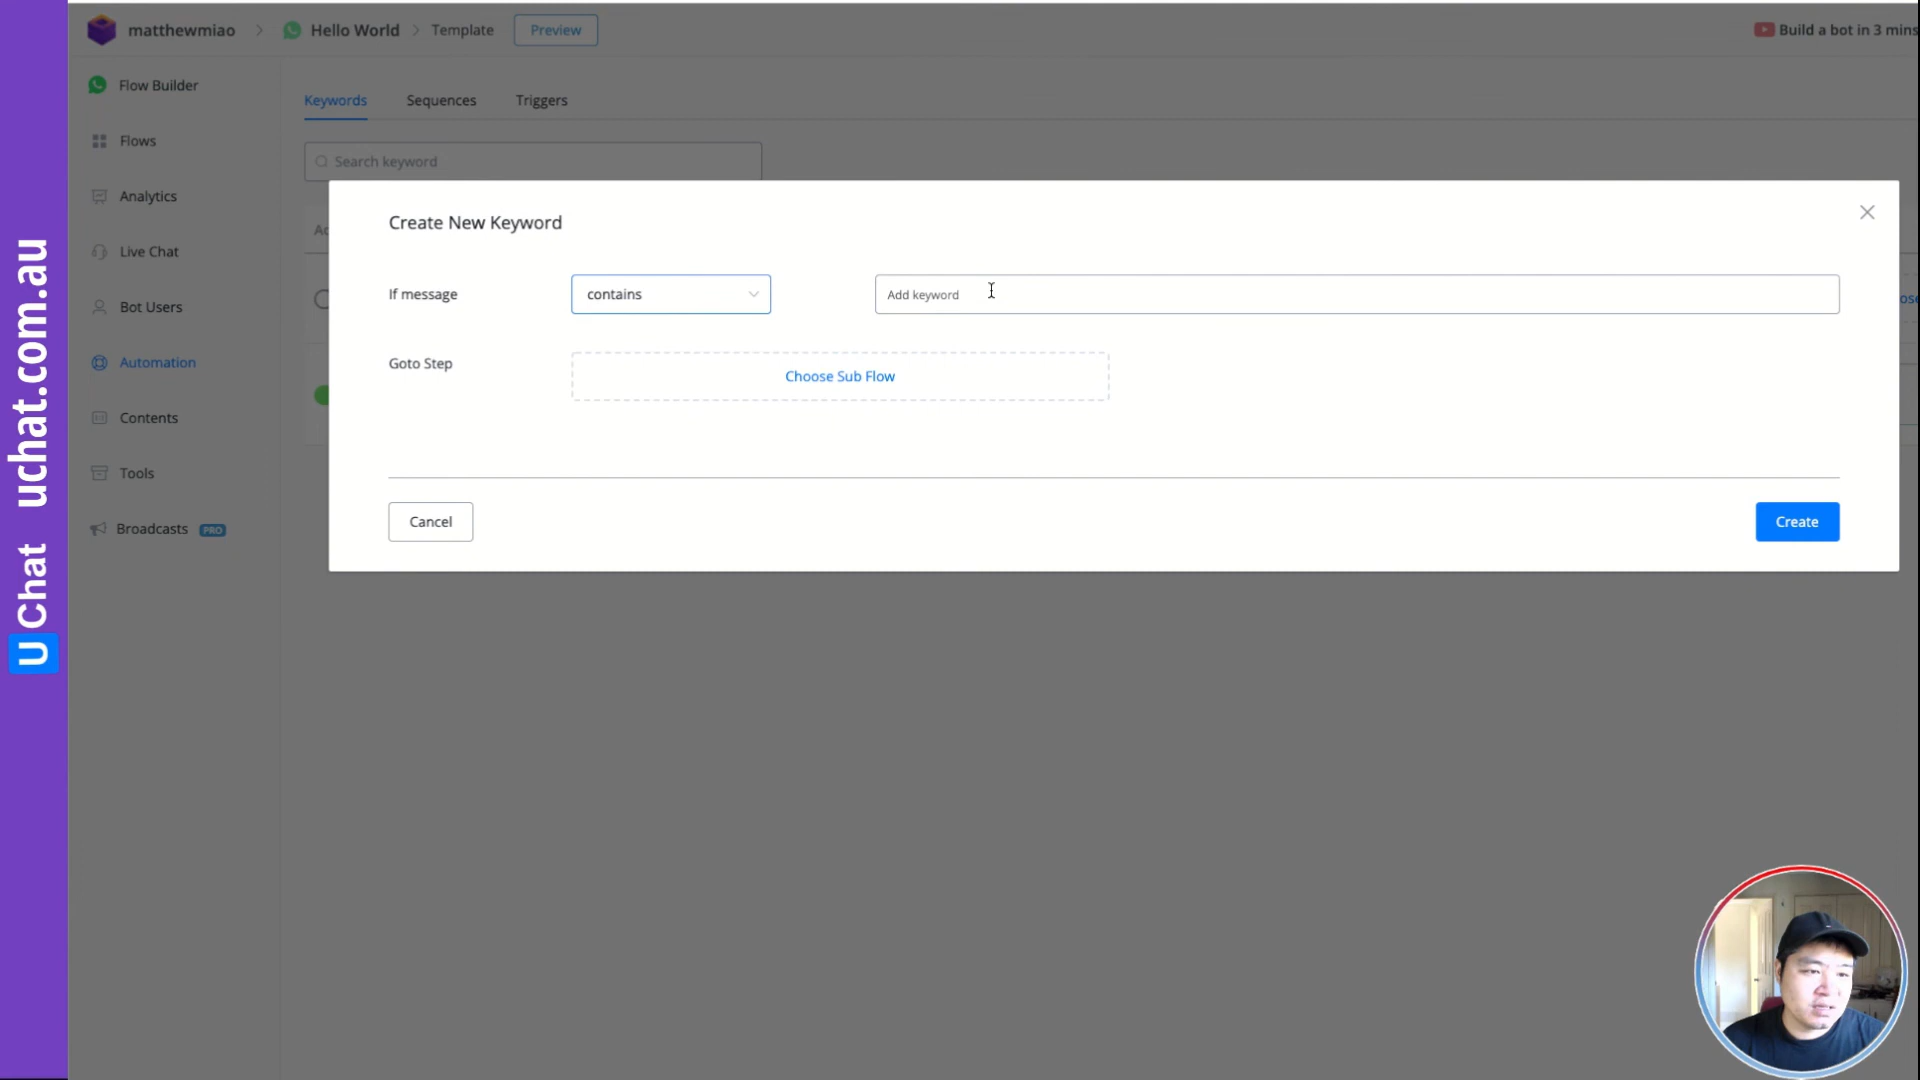 matthewmiao > Hello World > Template Preview Build a bot in 3 mins
Flow Builder
Flows
Analytics
Live Chat
Bot Users
Automation
Contents
Tools
Broadcasts PRO
Keywords Sequences Triggers
Search keyword
Create New Keyword
If message contains Add keyword
Goto Step Choose Sub Flow
Cancel Create
U Chat uchat.com.au